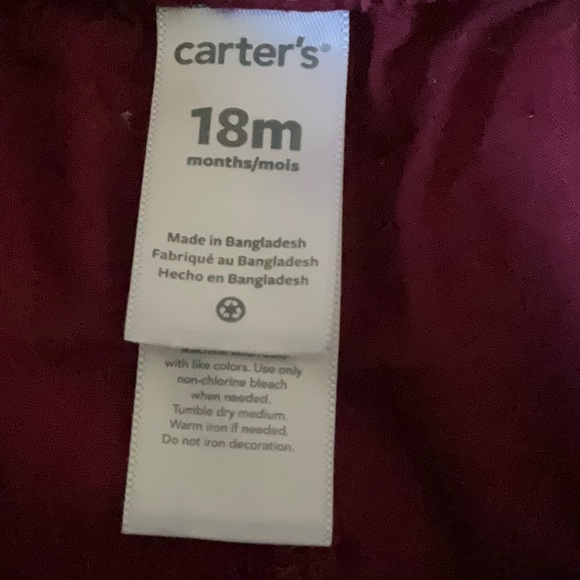 carter's®
18m
months/mois
Made in Bangladesh
Fabriqué au Bangladesh
Hecho en Bangladesh
with like colors. Use only
non-chlorine bleach
when needed.
Tumble dry medium.
Warm iron if needed.
Do not iron decoration.